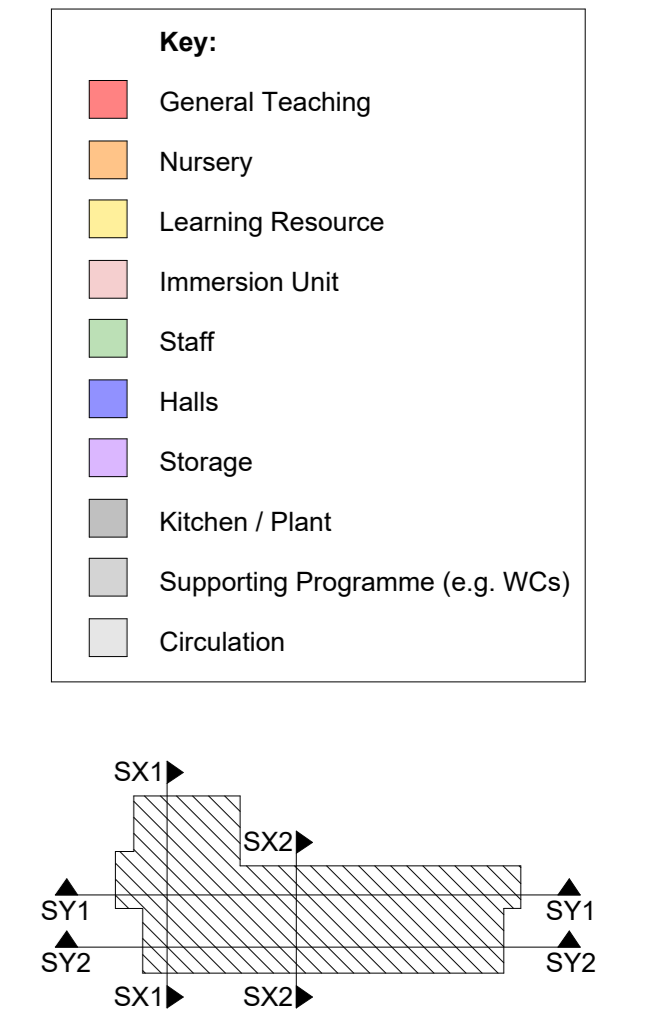 Key:
General Teaching
Nursery
Learning Resource
Immersion Unit
Staff
Halls
Storage
Kitchen / Plant
Supporting Programme (e.g. WCs)
Circulation
SX1
SX2
SY1 SY1
SY2 SY2
SX1 SX2